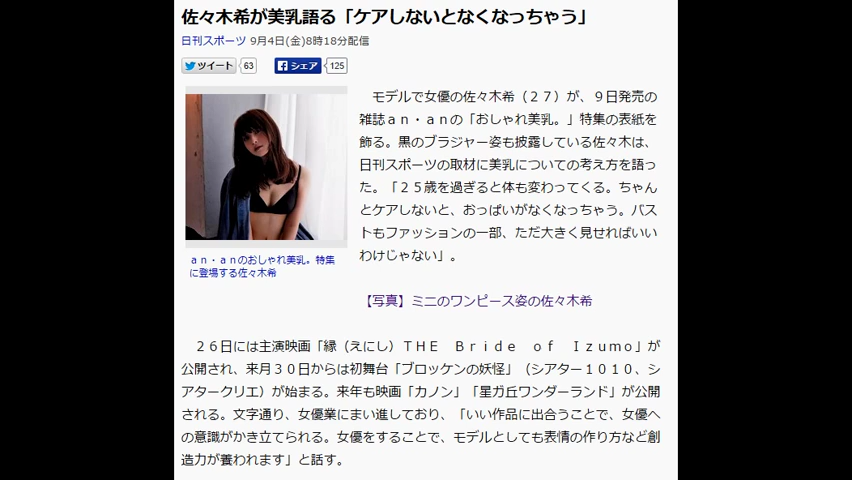 佐々木希が美乳語る「ケアしないとなくなっちゃう」
日刊スポーツ 9月4日(金)8時18分配信
ツイート 63 シェア 125
モデルで女優の佐々木希（２７）が、９日発売の
雑誌ａｎ・ａｎの「おしゃれ美乳。」特集の表紙を
飾る。黒のブラジャー姿も披露している佐々木は、
日刊スポーツの取材に美乳についての考え方を語っ
た。「２５歳を過ぎると体も変わってくる。ちゃん
とケアしないと、おっぱいがなくなっちゃう。バス
トもファッションの一部、ただ大きく見せればいい
わけじゃない」。
ａｎ・ａｎのおしゃれ美乳。特集
に登場する佐々木希
【写真】ミニのワンピース姿の佐々木希
２６日には主演映画「縁（えにし）ＴＨＥ　Ｂｒｉｄｅ　ｏｆ　Ｉｚｕｍｏ」が
公開され、来月３０日からは初舞台「ブロッケンの妖怪」（シアター１０１０、シ
アタークリエ）が始まる。来年も映画「カノン」「星ガ丘ワンダーランド」が公開
される。文字通り、女優業にまい進しており、「いい作品に出合うことで、女優へ
の意識がかき立てられる。女優をすることで、モデルとしても表情の作り方など創
造力が養われます」と話す。